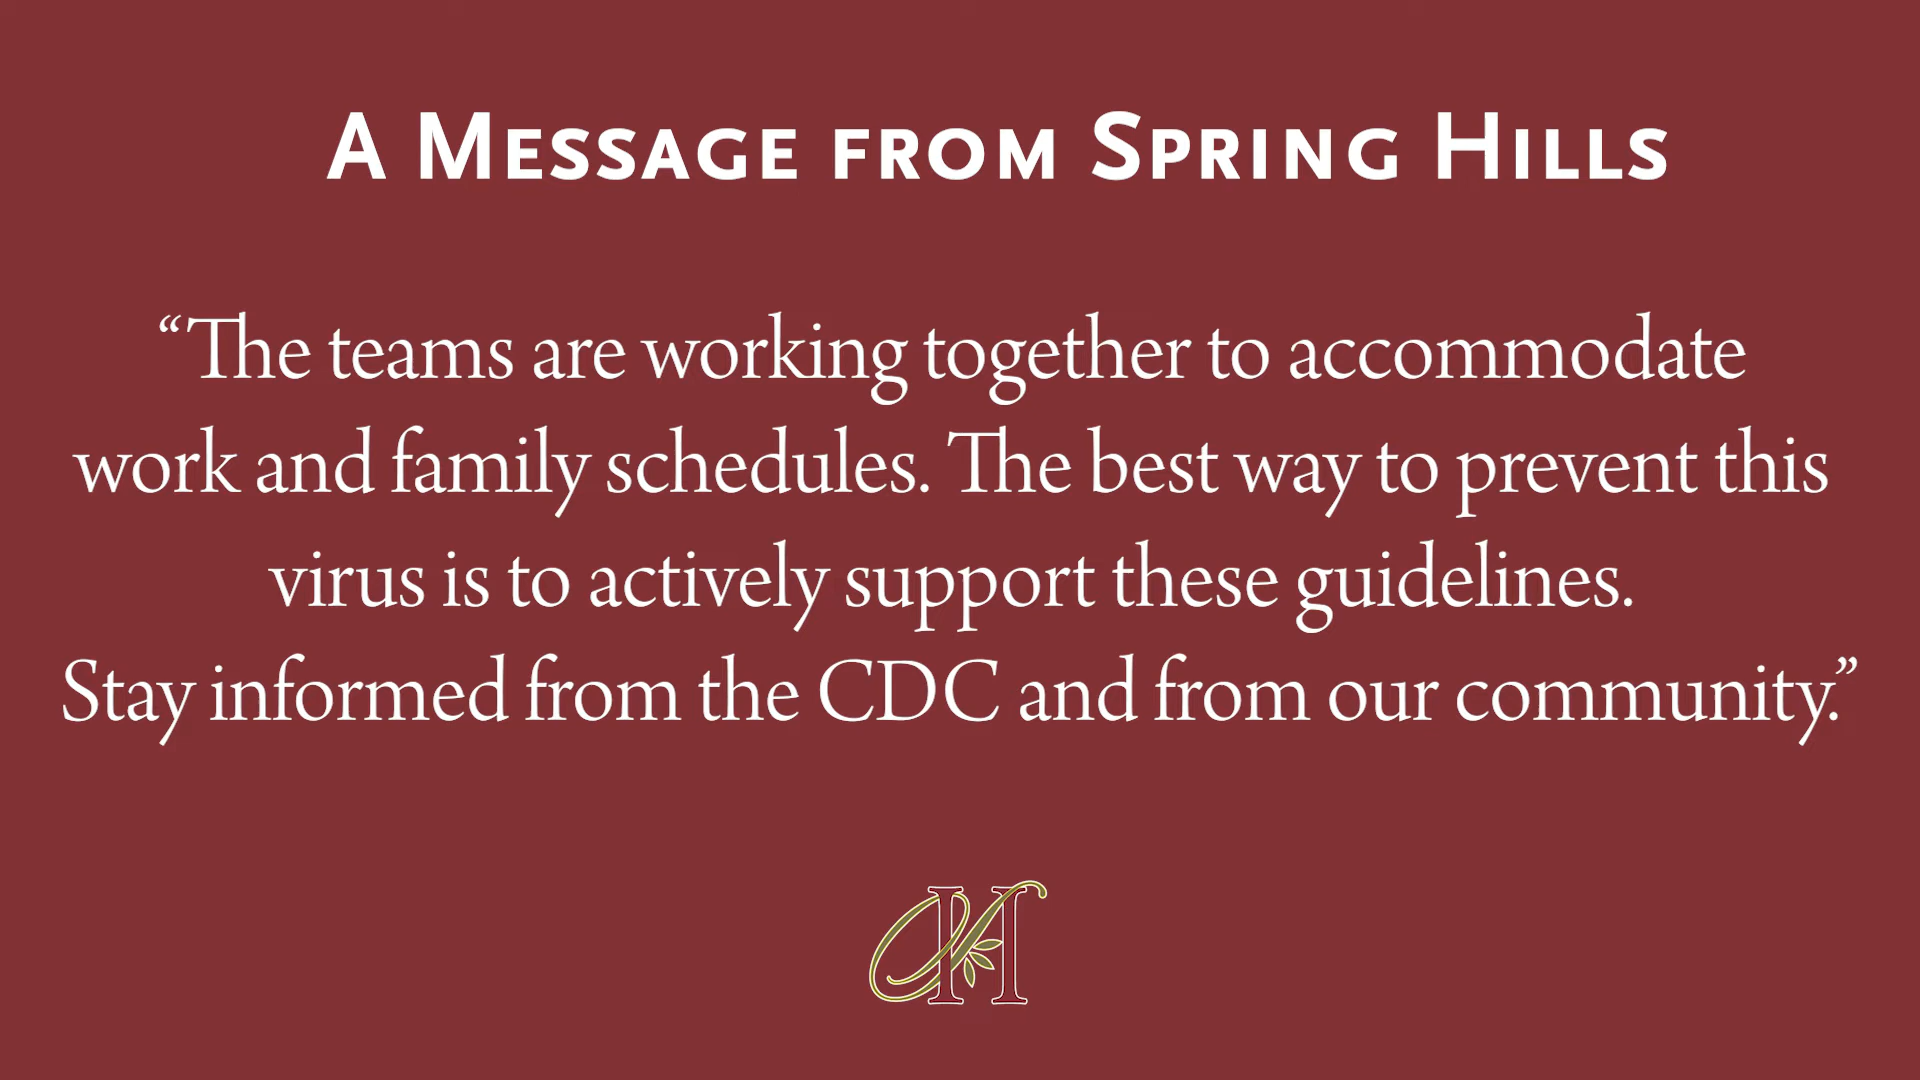 A Message from Spring Hills
“The teams are working together to accommodate
work and family schedules. The best way to prevent this
virus is to actively support these guidelines.
Stay informed from the CDC and from our community.”